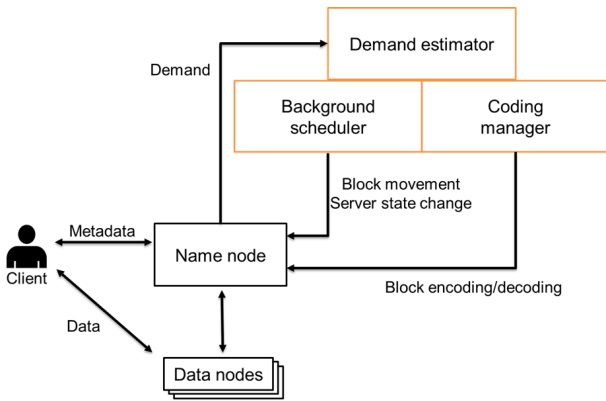 Demand estimator
Demand
Background
scheduler
Coding
manager
Block movement
Server state change
Metadata
Name node
Client
Block encoding/decoding
Data
Data nodes